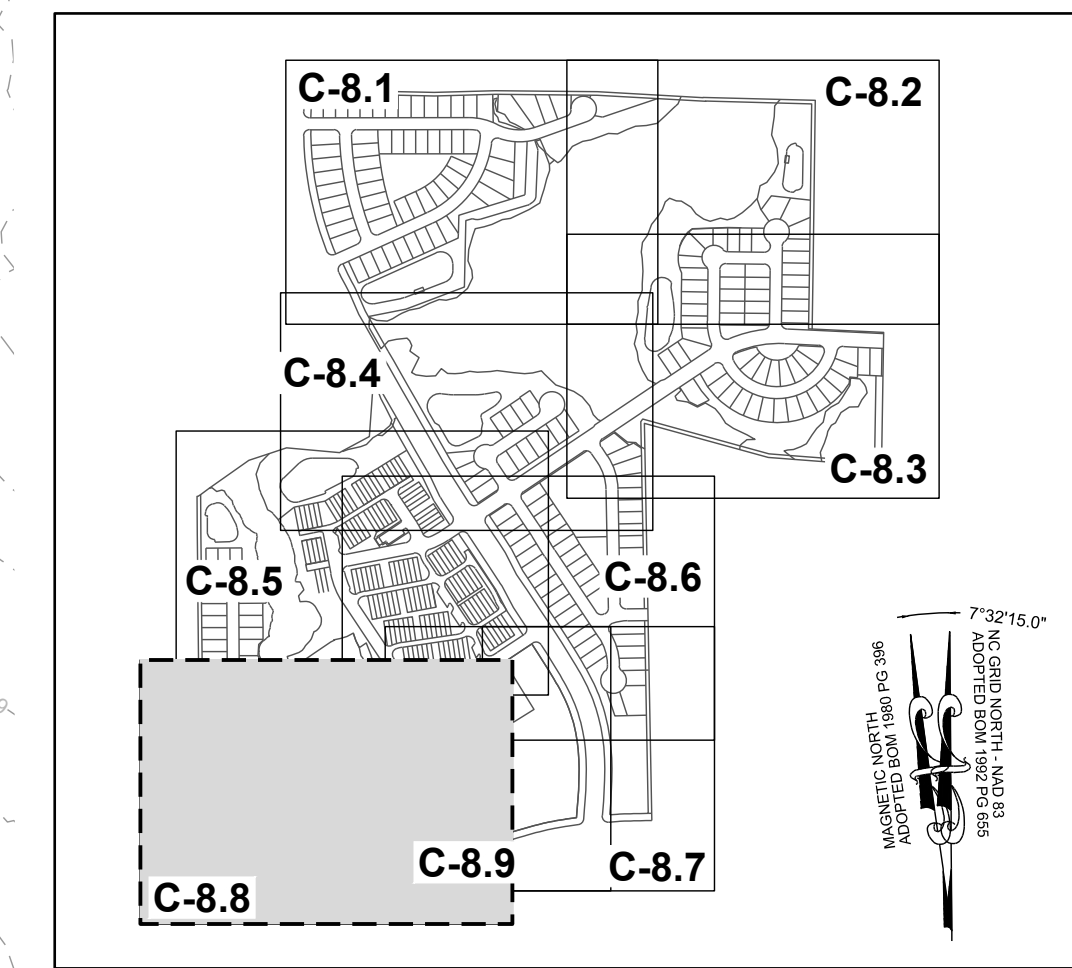 C-8.1
C-8.2
C-8.4
C-8.3
C-8.5
C-8.6
7°32'15.0"
MAGNETIC NORTH
ADOPTED BOM 1980 PG 396
NC GRID NORTH - NAD 83
ADOPTED BOM 1992 PG 655
C-8.9
C-8.7
C-8.8